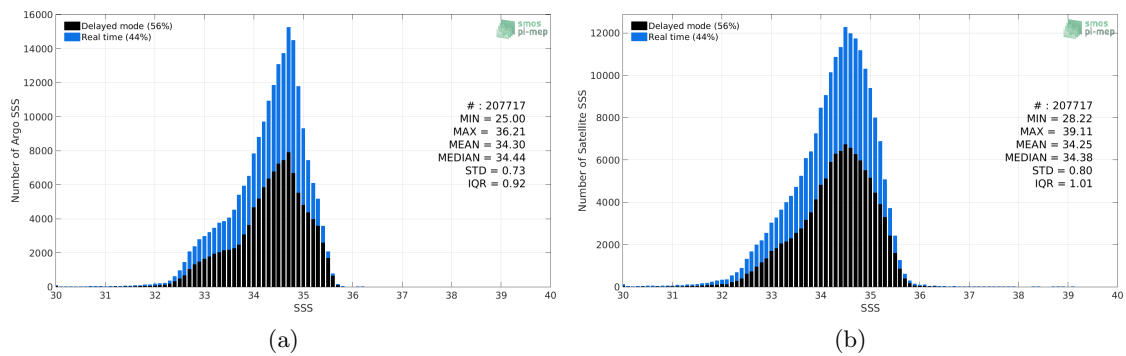 Delayed mode (56%)
Real time (44%)
smos
pi-mep
# : 207717
MIN = 25.00
MAX = 36.21
MEAN = 34.30
MEDIAN = 34.44
STD = 0.73
IQR = 0.92
Number of Argo SSS
16000
14000
12000
10000
8000
6000
4000
2000
0
30 31 32 33 34 35 36 37 38 39 40
SSS
(a)
Delayed mode (56%)
Real time (44%)
smos
pi-mep
# : 207717
MIN = 28.22
MAX = 39.11
MEAN = 34.25
MEDIAN = 34.38
STD = 0.80
IQR = 1.01
Number of Satellite SSS
12000
10000
8000
6000
4000
2000
0
30 31 32 33 34 35 36 37 38 39 40
SSS
(b)